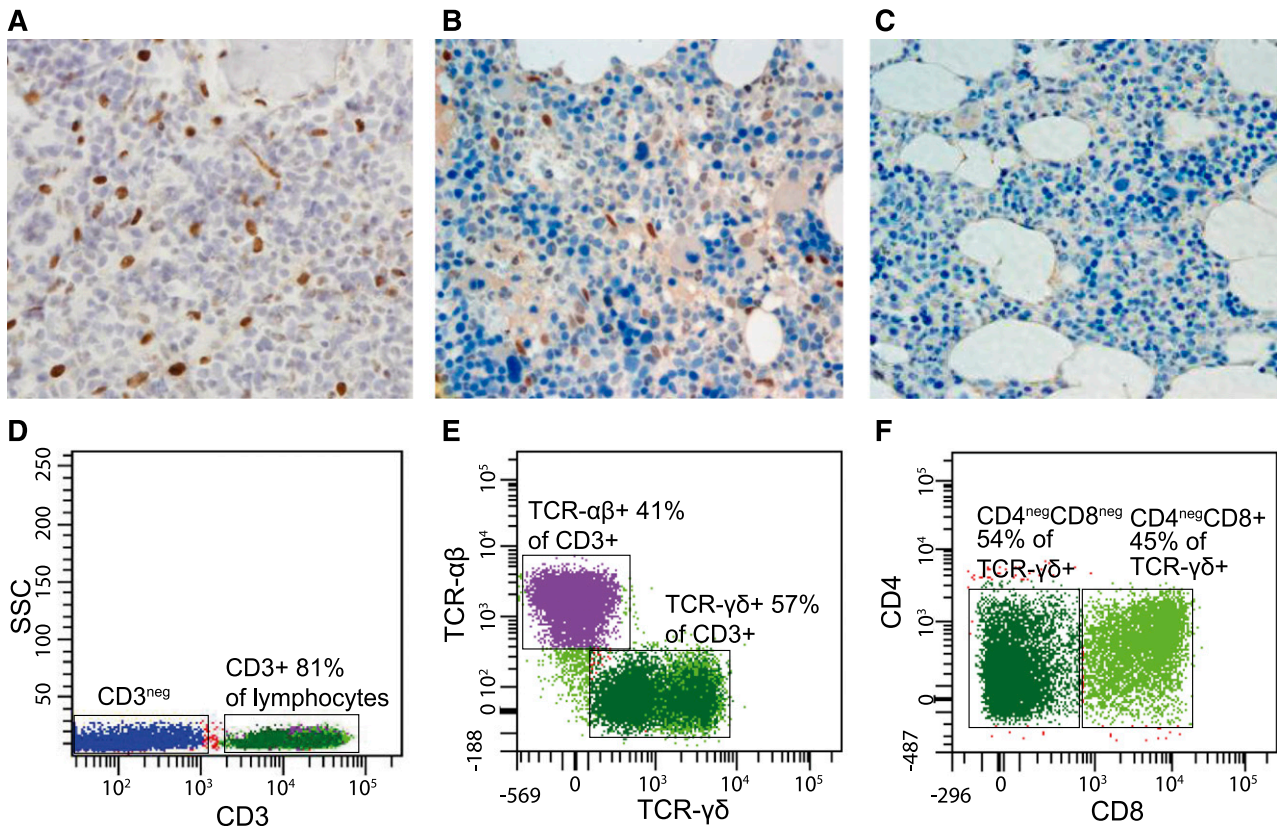 A
B
C
D
250
200
150
100
50
SSC
CD3neg
CD3+ 81%
of lymphocytes
10²
10³
10⁴
10⁵
CD3
E
10⁵
10⁴
10³
10²
0
-188
TCR-αβ
TCR-αβ+ 41%
of CD3+
TCR-γδ+ 57%
of CD3+
-569
0
10³
10⁴
10⁵
TCR-γδ
F
10⁵
10⁴
10³
0
-487
CD4
CD4negCD8neg
54% of
TCR-γδ+
CD4negCD8+
45% of
TCR-γδ+
-296
0
10³
10⁴
10⁵
CD8